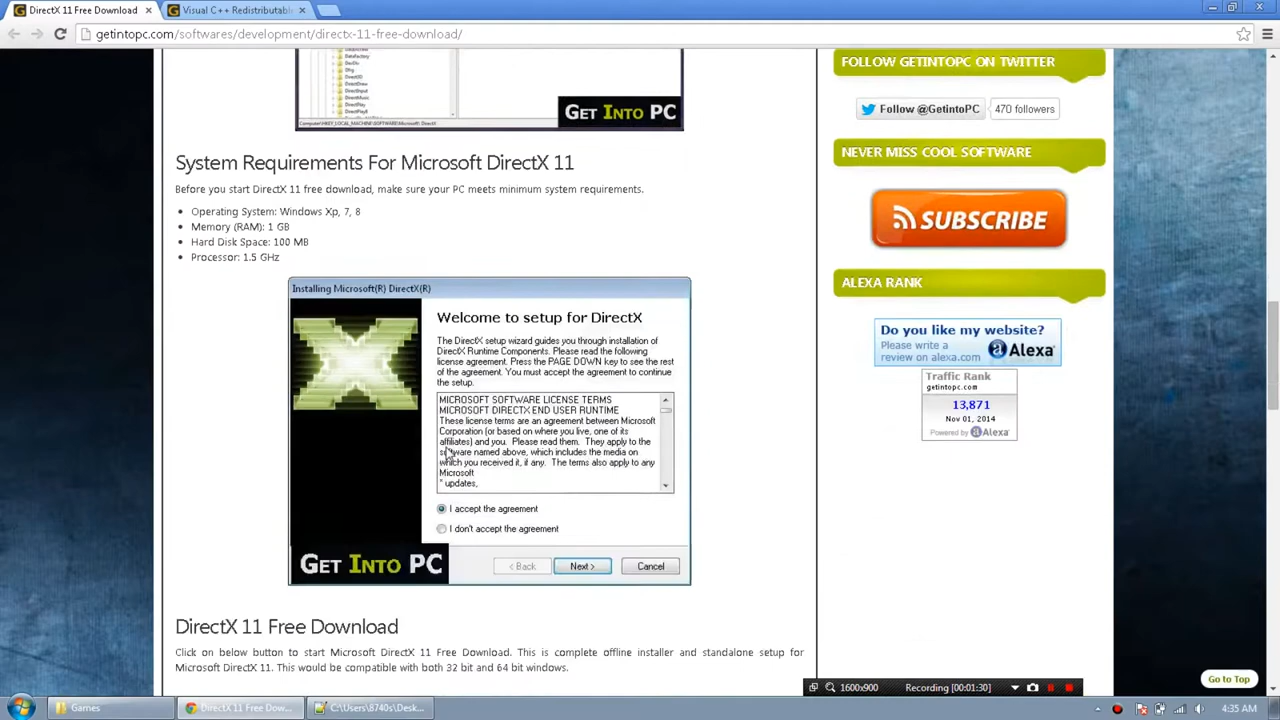 DirectX 11 Free Download
Visual C++ Redistributable
getintopc.com/softwares/development/directx-11-free-download/
GET INTO PC
FOLLOW GETINTOPC ON TWITTER
Follow @GetintoPC
470 followers
System Requirements For Microsoft DirectX 11
Before you start DirectX 11 free download, make sure your PC meets minimum system requirements.
Operating System: Windows Xp, 7, 8
Memory (RAM): 1 GB
Hard Disk Space: 100 MB
Processor: 1.5 GHz
NEVER MISS COOL SOFTWARE
SUBSCRIBE
ALEXA RANK
Do you like my website?
Please write a
review on alexa.com
Alexa
Traffic Rank
getintopc.com
13,871
Nov 01, 2014
Powered by Alexa
Installing Microsoft(R) DirectX(R)
Welcome to setup for DirectX
The DirectX setup wizard guides you through installation of
DirectX Runtime Components. Please read the following
license agreement. Press the PAGE DOWN key to see the rest
of the agreement. You must accept the agreement to continue
the setup.
MICROSOFT SOFTWARE LICENSE TERMS
MICROSOFT DIRECTX END USER RUNTIME
These license terms are an agreement between Microsoft
Corporation (or based on where you live, one of its
affiliates) and you. Please read them. They apply to the
software named above, which includes the media on
which you received it, if any. The terms also apply to any
Microsoft
" updates,
I accept the agreement
I don't accept the agreement
GET INTO PC
< Back
Next >
Cancel
DirectX 11 Free Download
Click on below button to start Microsoft DirectX 11 Free Download. This is complete offline installer and standalone setup for
Microsoft DirectX 11. This would be compatible with both 32 bit and 64 bit windows.
Go to Top
1600x900
Recording [00:01:30]
Games
DirectX 11 Free Dow...
C:\Users\8740s\Desk...
4:35 AM